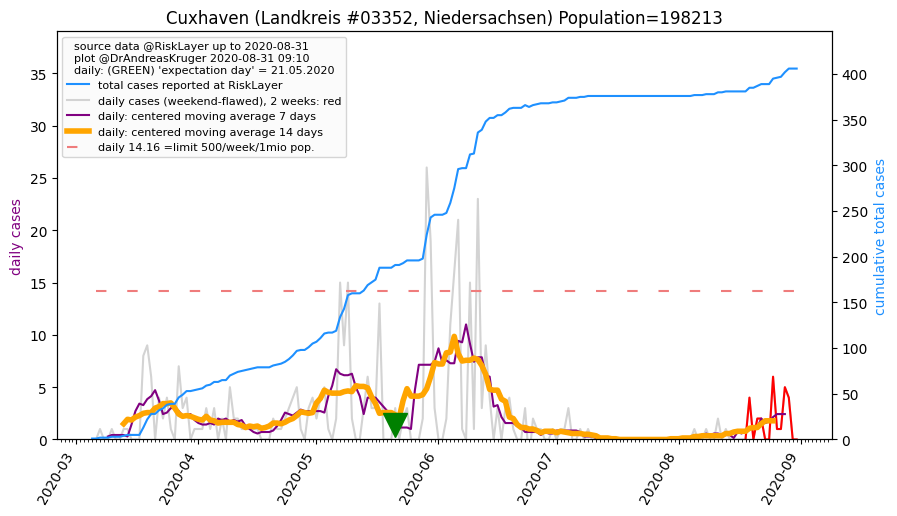 Cuxhaven (Landkreis #03352, Niedersachsen) Population=198213
source data @RiskLayer up to 2020-08-31
plot @DrAndreasKruger 2020-08-31 09:10
daily: (GREEN) 'expectation day' = 21.05.2020
total cases reported at RiskLayer
daily cases (weekend-flawed), 2 weeks: red
daily: centered moving average 7 days
daily: centered moving average 14 days
daily 14.16 =limit 500/week/1mio pop.
daily cases
35
30
25
20
15
10
5
0
400
350
300
250
200
150
100
50
0
cumulative total cases
2020-03
2020-04
2020-05
2020-06
2020-07
2020-08
2020-09